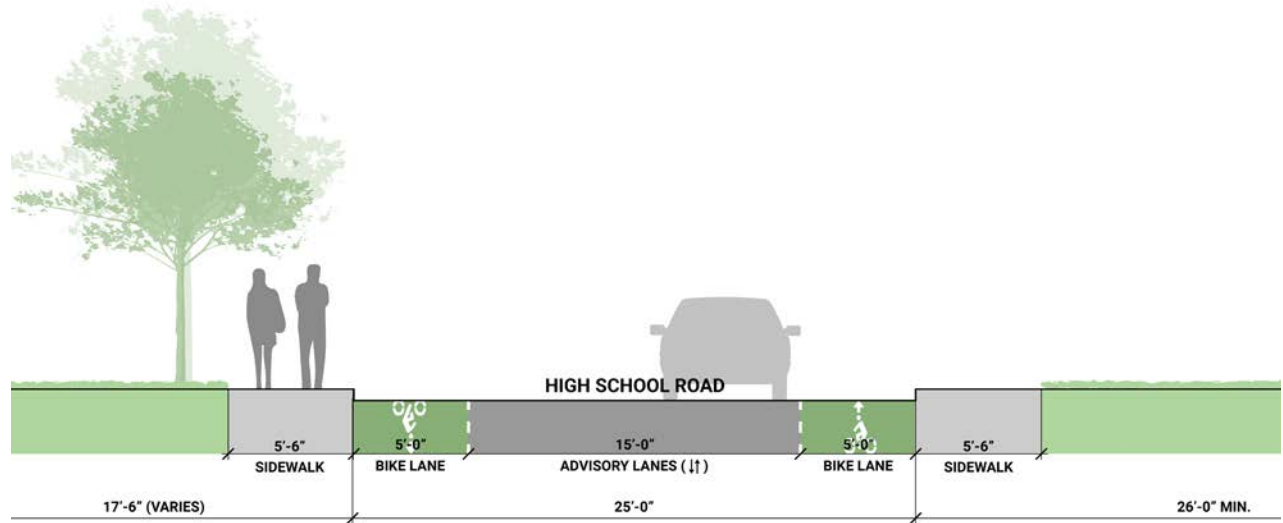 HIGH SCHOOL ROAD
5'-6" 5'-0" 15'-0" 5'-0" 5'-6"
SIDEWALK BIKE LANE ADVISORY LANES (↓↑) BIKE LANE SIDEWALK
17'-6" (VARIES) 25'-0" 26'-0" MIN.